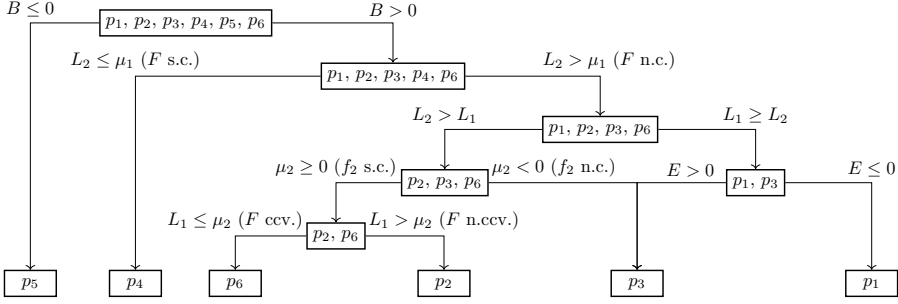 B ≤ 0
p₁, p₂, p₃, p₄, p₅, p₆
B > 0
L₂ ≤ μ₁ (F s.c.)
p₁, p₂, p₃, p₄, p₆
L₂ > μ₁ (F n.c.)
L₂ > L₁
p₁, p₂, p₃, p₆
L₁ ≥ L₂
μ₂ ≥ 0 (f₂ s.c.)
p₂, p₃, p₆
μ₂ < 0 (f₂ n.c.)
E > 0
p₁, p₃
E ≤ 0
L₁ ≤ μ₂ (F ccv.)
p₂, p₆
L₁ > μ₂ (F n.ccv.)
p₅
p₄
p₆
p₂
p₃
p₁